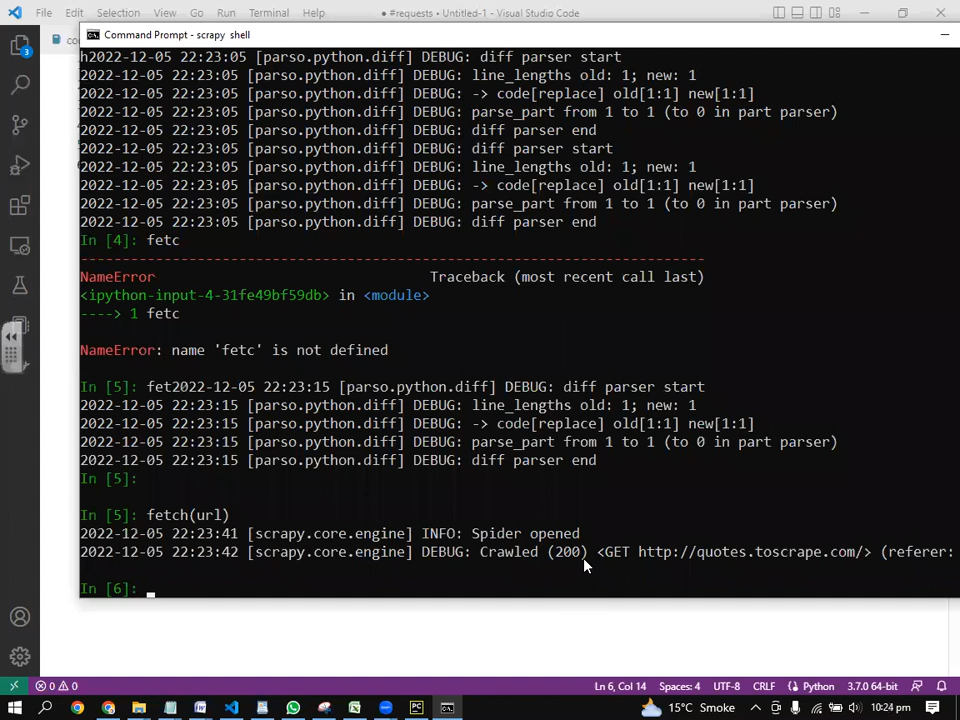 File Edit Selection View Go Run Terminal Help
● #requests • Untitled-1 - Visual Studio Code
Command Prompt - scrapy  shell
h2022-12-05 22:23:05 [parso.python.diff] DEBUG: diff parser start
2022-12-05 22:23:05 [parso.python.diff] DEBUG: line_lengths old: 1; new: 1
2022-12-05 22:23:05 [parso.python.diff] DEBUG: -> code[replace] old[1:1] new[1:1]
2022-12-05 22:23:05 [parso.python.diff] DEBUG: parse_part from 1 to 1 (to 0 in part parser)
2022-12-05 22:23:05 [parso.python.diff] DEBUG: diff parser end
2022-12-05 22:23:05 [parso.python.diff] DEBUG: diff parser start
2022-12-05 22:23:05 [parso.python.diff] DEBUG: line_lengths old: 1; new: 1
2022-12-05 22:23:05 [parso.python.diff] DEBUG: -> code[replace] old[1:1] new[1:1]
2022-12-05 22:23:05 [parso.python.diff] DEBUG: parse_part from 1 to 1 (to 0 in part parser)
2022-12-05 22:23:05 [parso.python.diff] DEBUG: diff parser end
In [4]: fetc
---------------------------------------------------------------------------
NameError                                 Traceback (most recent call last)
<ipython-input-4-31fe49bf59db> in <module>
----> 1 fetc
NameError: name 'fetc' is not defined
In [5]: fet2022-12-05 22:23:15 [parso.python.diff] DEBUG: diff parser start
2022-12-05 22:23:15 [parso.python.diff] DEBUG: line_lengths old: 1; new: 1
2022-12-05 22:23:15 [parso.python.diff] DEBUG: -> code[replace] old[1:1] new[1:1]
2022-12-05 22:23:15 [parso.python.diff] DEBUG: parse_part from 1 to 1 (to 0 in part parser)
2022-12-05 22:23:15 [parso.python.diff] DEBUG: diff parser end
In [5]:
In [5]: fetch(url)
2022-12-05 22:23:41 [scrapy.core.engine] INFO: Spider opened
2022-12-05 22:23:42 [scrapy.core.engine] DEBUG: Crawled (200) <GET http://quotes.toscrape.com/> (referer:
In [6]:
0 0 Ln 6, Col 14 Spaces: 4 UTF-8 CRLF Python 3.7.0 64-bit
15°C Smoke 10:24 pm